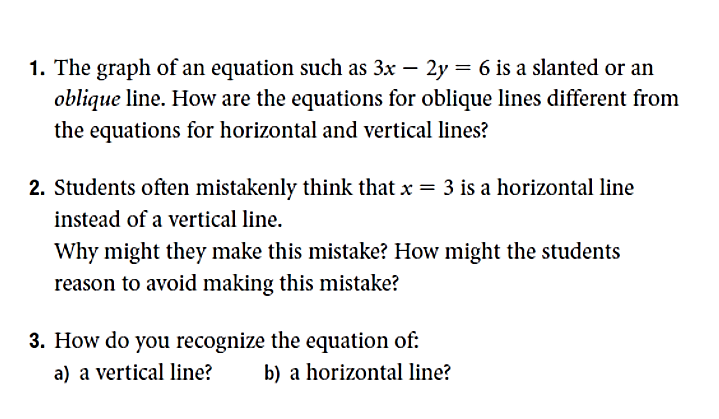 1. The graph of an equation such as 3x − 2y = 6 is a slanted or an
oblique line. How are the equations for oblique lines different from
the equations for horizontal and vertical lines?
2. Students often mistakenly think that x = 3 is a horizontal line
instead of a vertical line.
Why might they make this mistake? How might the students
reason to avoid making this mistake?
3. How do you recognize the equation of:
a) a vertical line? b) a horizontal line?